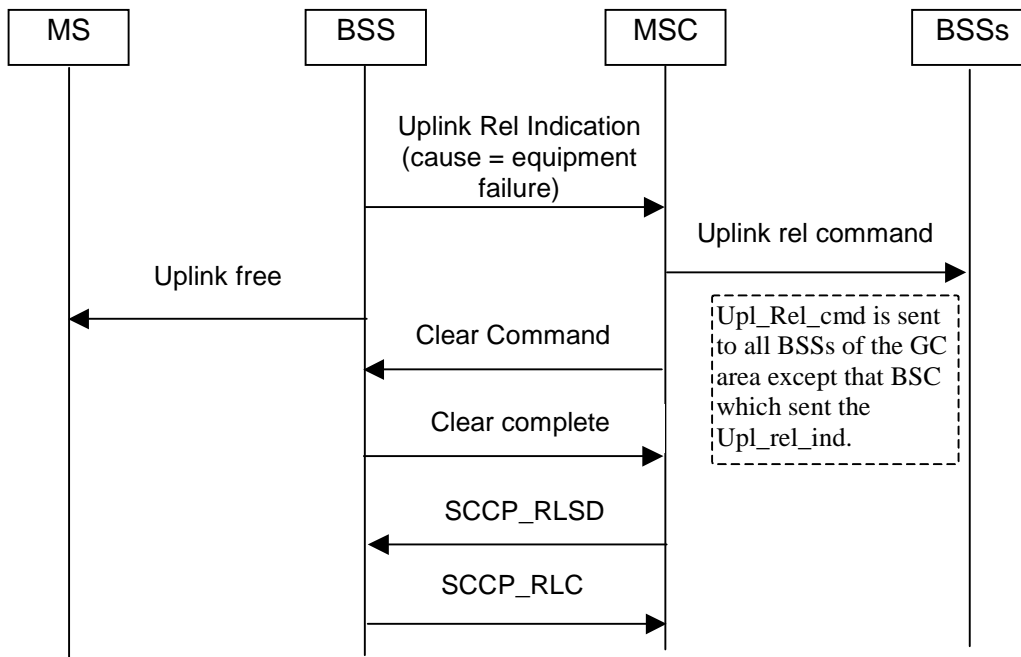 MS
BSS
MSC
BSSs
Uplink Rel Indication
(cause = equipment
failure)
Uplink rel command
Uplink free
Upl_Rel_cmd is sent
to all BSSs of the GC
area except that BSC
which sent the
Upl_rel_ind.
Clear Command
Clear complete
SCCP_RLSD
SCCP_RLC